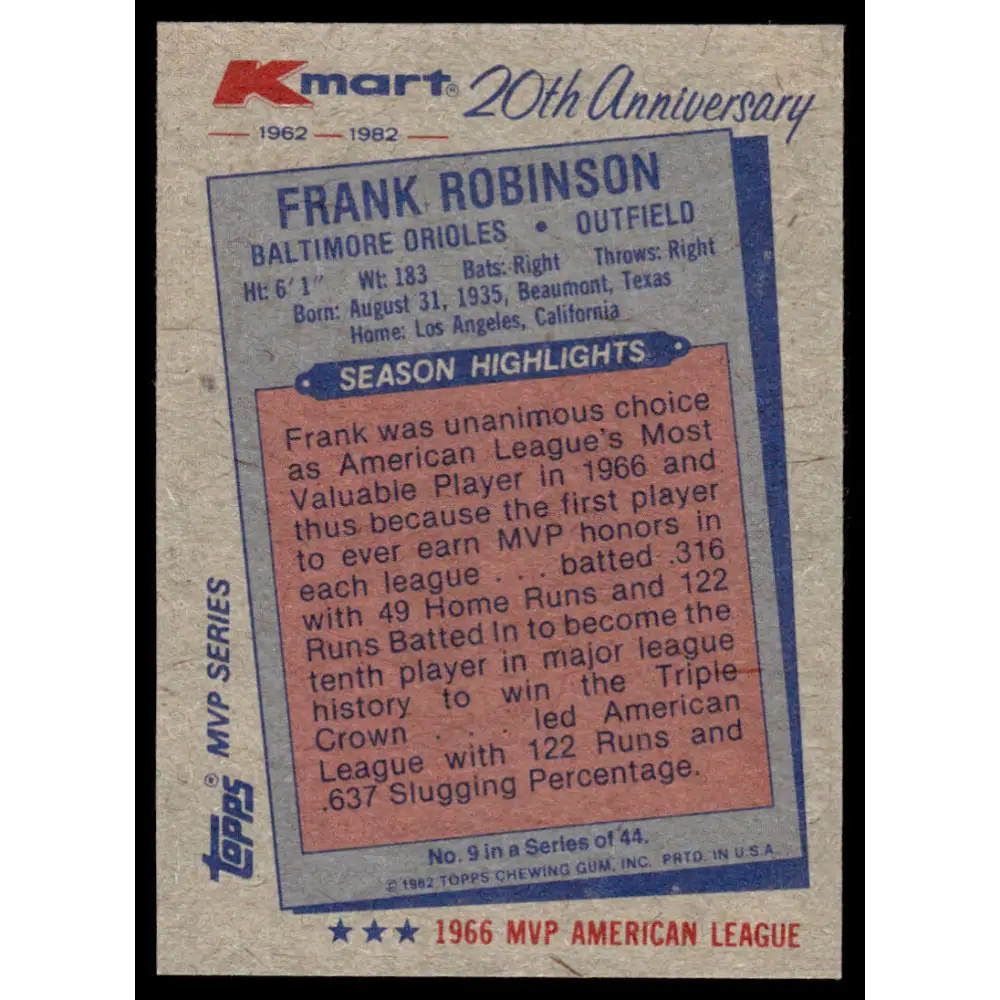 Kmart® 20th Anniversary
1962 — 1982
FRANK ROBINSON
BALTIMORE ORIOLES • OUTFIELD
Ht: 6'1" Wt: 183 Bats: Right Throws: Right
Born: August 31, 1935, Beaumont, Texas
Home: Los Angeles, California
SEASON HIGHLIGHTS
Frank was unanimous choice
as American League's Most
Valuable Player in 1966 and
thus because the first player
to ever earn MVP honors in
each league . . . batted .316
with 49 Home Runs and 122
Runs Batted In to become the
tenth player in major league
history to win the Triple
Crown . . . led American
League with 122 Runs and
.637 Slugging Percentage.
No. 9 in a Series of 44.
©1982 TOPPS CHEWING GUM, INC. PRTD. IN U.S.A.
topps® MVP SERIES
★★★ 1966 MVP AMERICAN LEAGUE